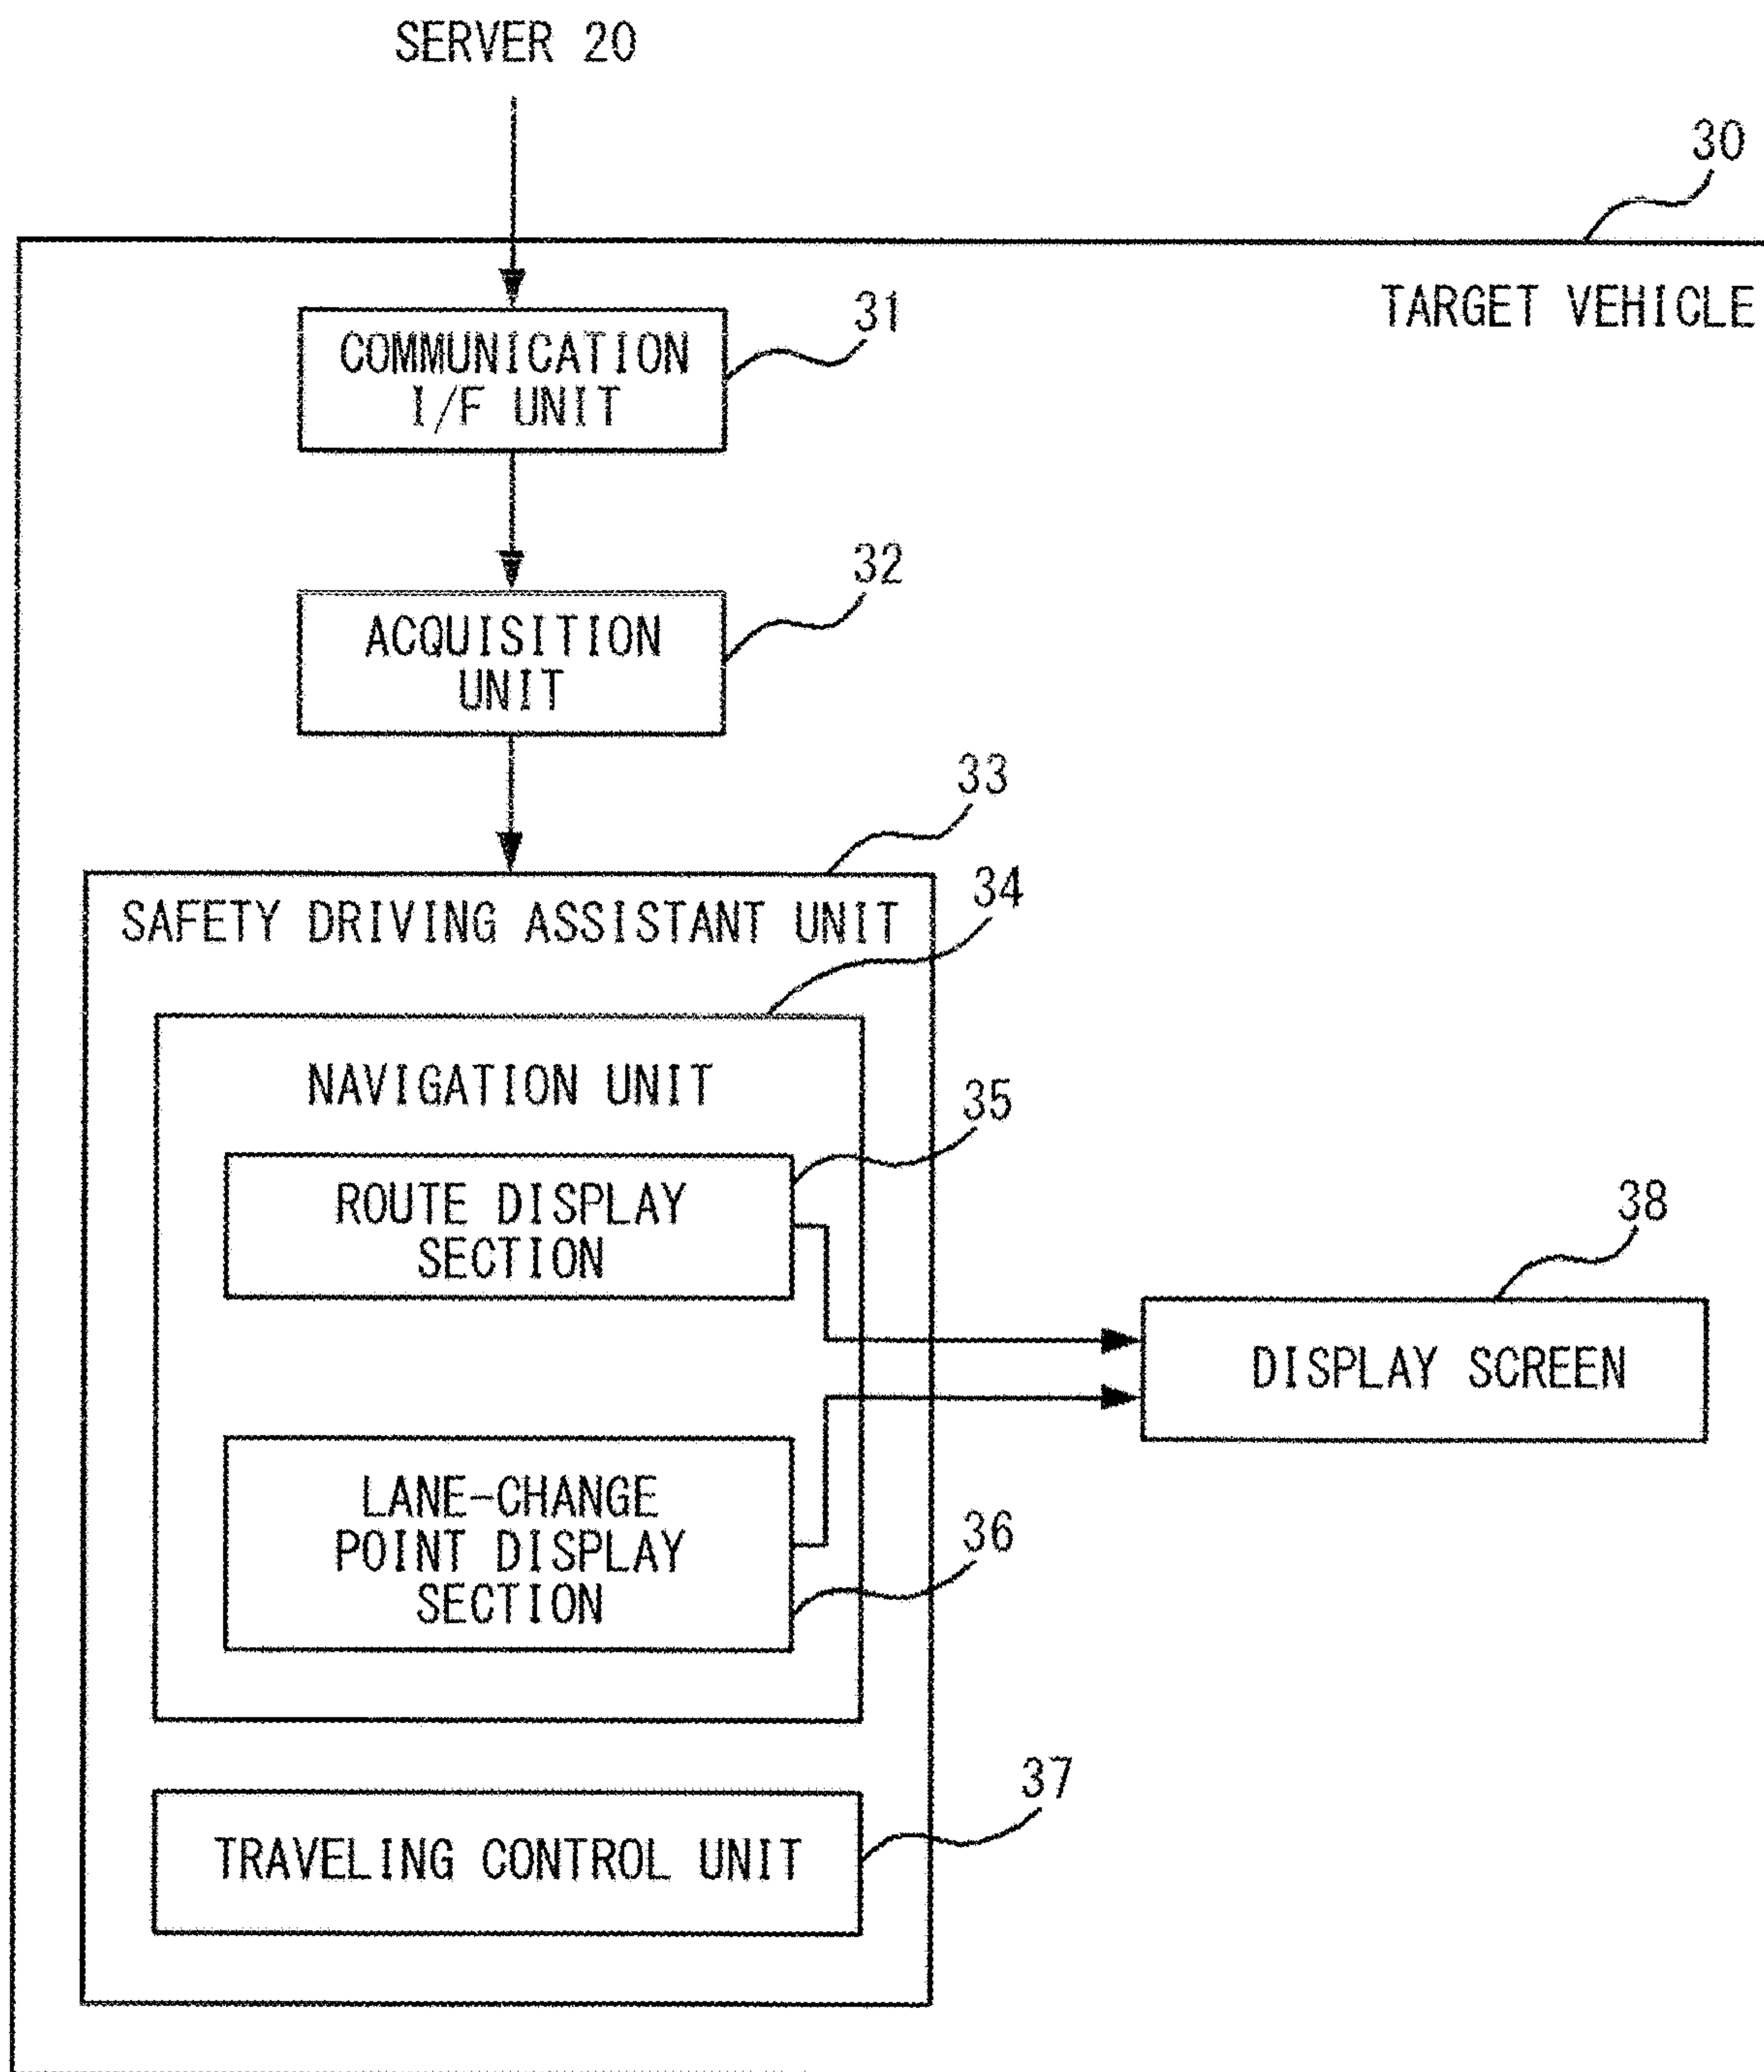 SERVER 20
30
TARGET VEHICLE
31
COMMUNICATION
I/F UNIT
32
ACQUISITION
UNIT
33
34
SAFETY DRIVING ASSISTANT UNIT
NAVIGATION UNIT
35
ROUTE DISPLAY
SECTION
38
DISPLAY SCREEN
LANE-CHANGE
POINT DISPLAY
SECTION
36
37
TRAVELING CONTROL UNIT